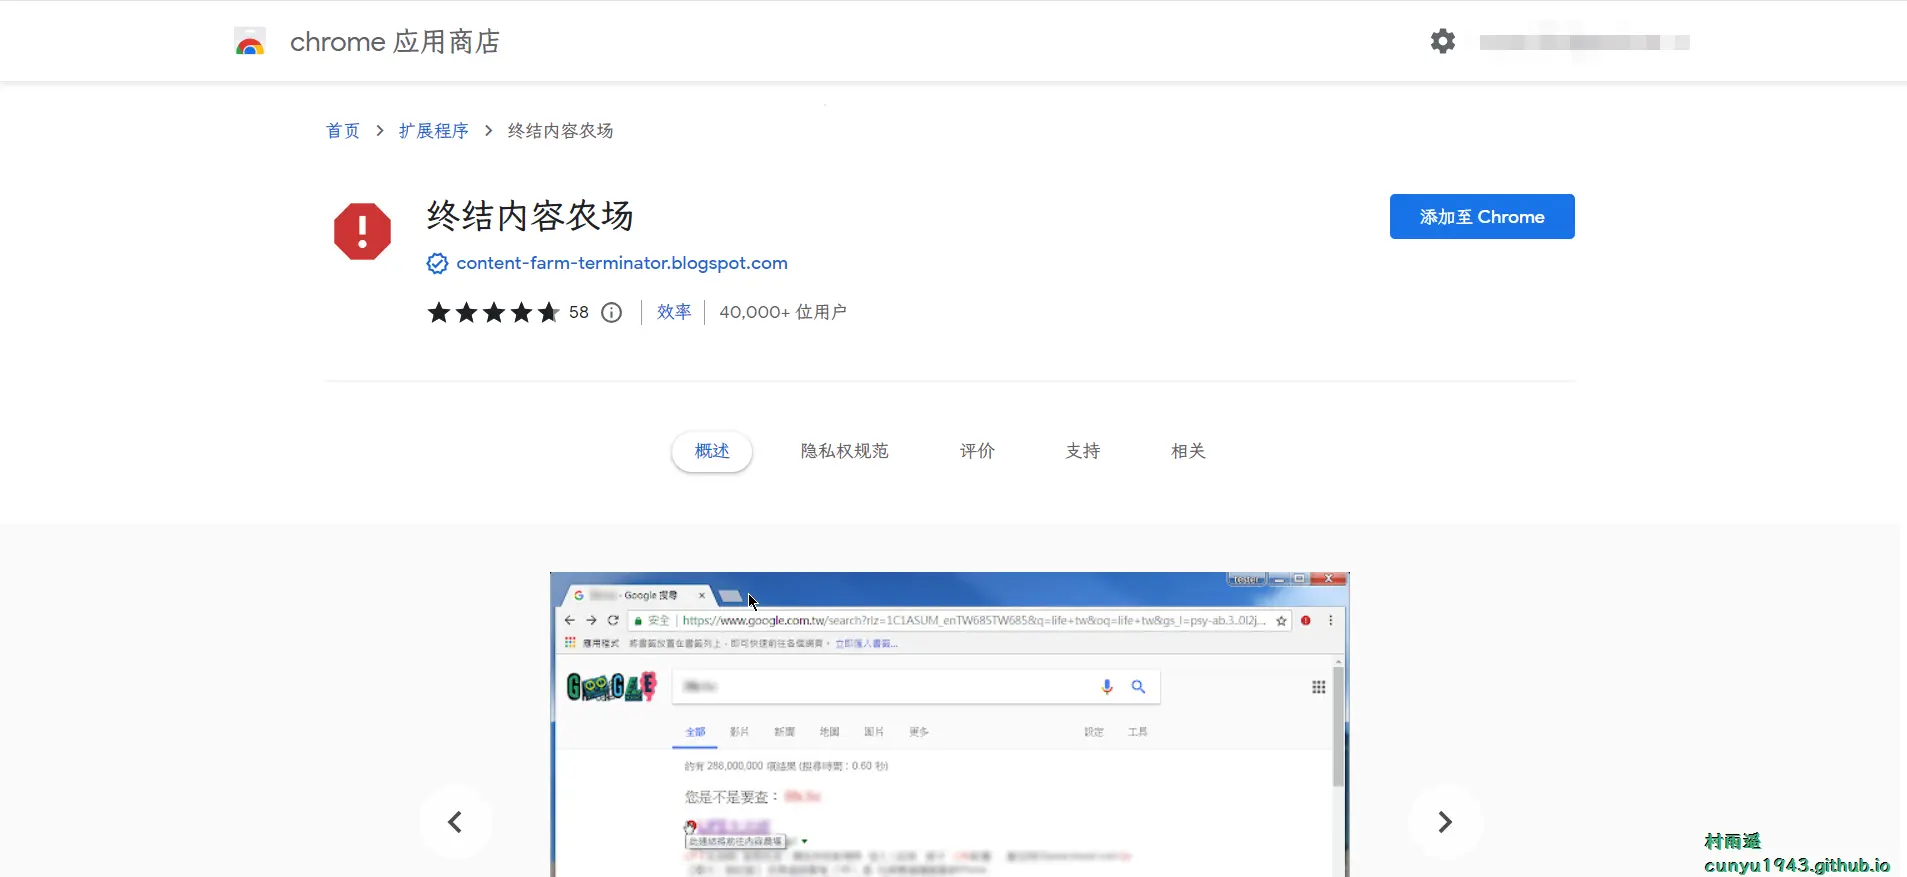 chrome 应用商店
首页 > 扩展程序 > 终结内容农场
终结内容农场
添加至 Chrome
content-farm-terminator.blogspot.com
58 效率 40,000+ 位用户
概述 隐私权规范 评价 支持 相关
tester
- Google 搜尋
安全 https://www.google.com.tw/search?rlz=1C1ASUM_enTW685TW685&q=life+tw&oq=life+tw&gs_l=psy-ab.3..0l2j...
應用程式 將書籤放置在書籤列上，即可快速前往各個網頁。 立即匯入書籤...
全部 影片 新聞 地圖 圖片 更多 設定 工具
約有 288,000,000 項結果 (搜尋時間：0.60 秒)
您是不是要查：
此連結將前往內容農場
村雨遥
cunyu1943.github.io